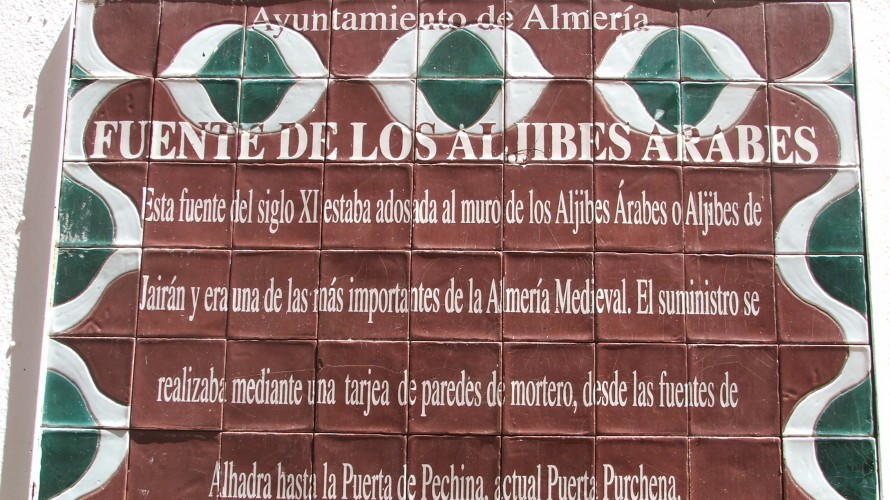 Ayuntamiento de Almería
FUENTE DE LOS ALJIBES ÁRABES
Esta fuente del siglo XI estaba adosada al muro de los Aljibes Árabes o Aljibes de
Jairán y era una de las más importantes de la Almería Medieval. El suministro se
realizaba mediante una tarjea de paredes de mortero, desde las fuentes de
Alhadra hasta la Puerta de Pechina, actual Puerta Purchena.